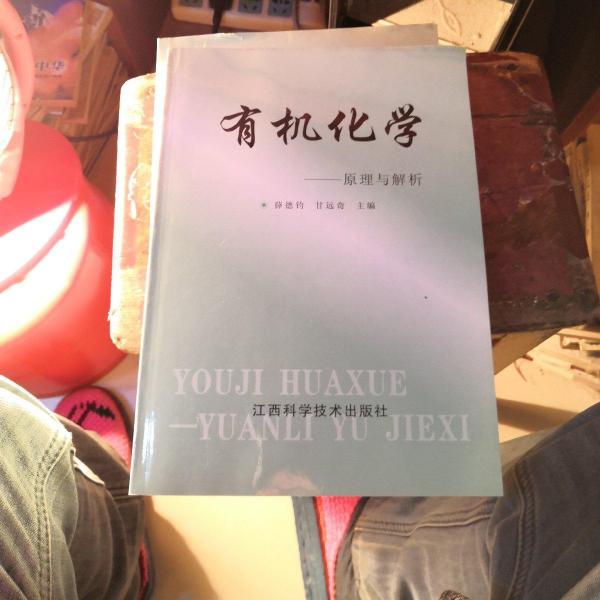 有机化学
——原理与解析
薛德钧 甘远奇 主编
YOUJI HUAXUE
江西科学技术出版社
—YUANLI YU JIEXI